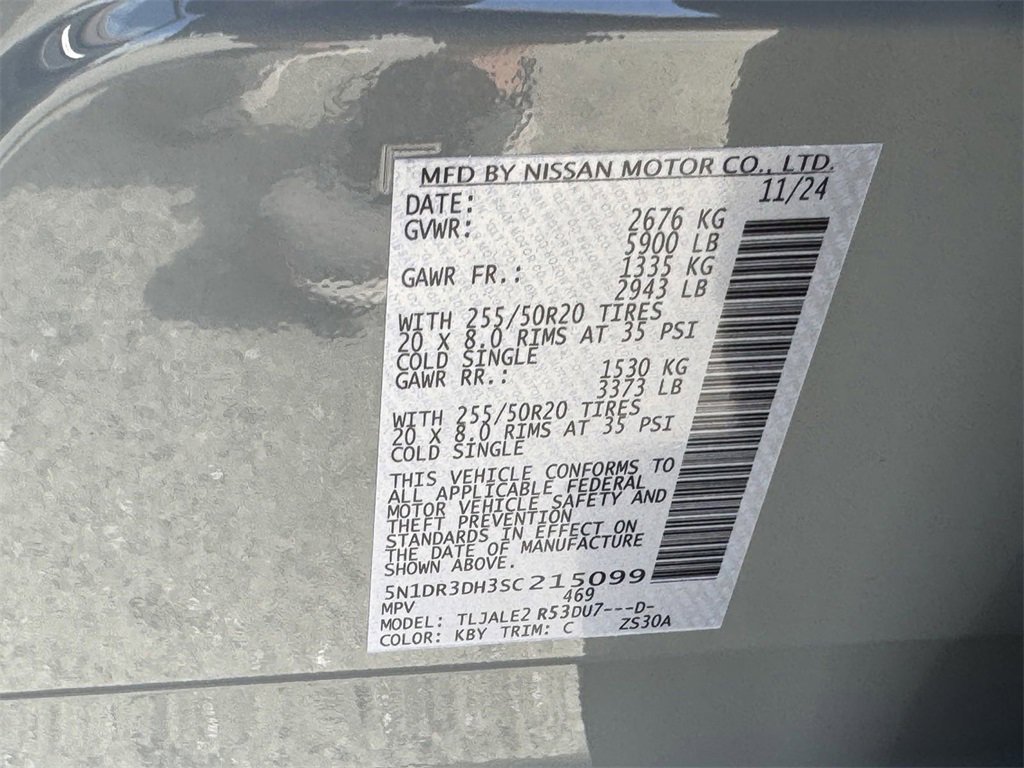 MFD BY NISSAN MOTOR CO., LTD.
DATE: 11/24
GVWR: 2676 KG
5900 LB
GAWR FR.: 1335 KG
2943 LB
WITH 255/50R20 TIRES
20 X 8.0 RIMS AT 35 PSI
COLD SINGLE
GAWR RR.: 1530 KG
3373 LB
WITH 255/50R20 TIRES
20 X 8.0 RIMS AT 35 PSI
COLD SINGLE
THIS VEHICLE CONFORMS TO
ALL APPLICABLE FEDERAL
MOTOR VEHICLE SAFETY AND
THEFT PREVENTION
STANDARDS IN EFFECT ON
THE DATE OF MANUFACTURE
SHOWN ABOVE.
5N1DR3DH3SC215099
MPV 469
MODEL: TLJALE2 R53DU7---D-
COLOR: KBY TRIM: C ZS30A